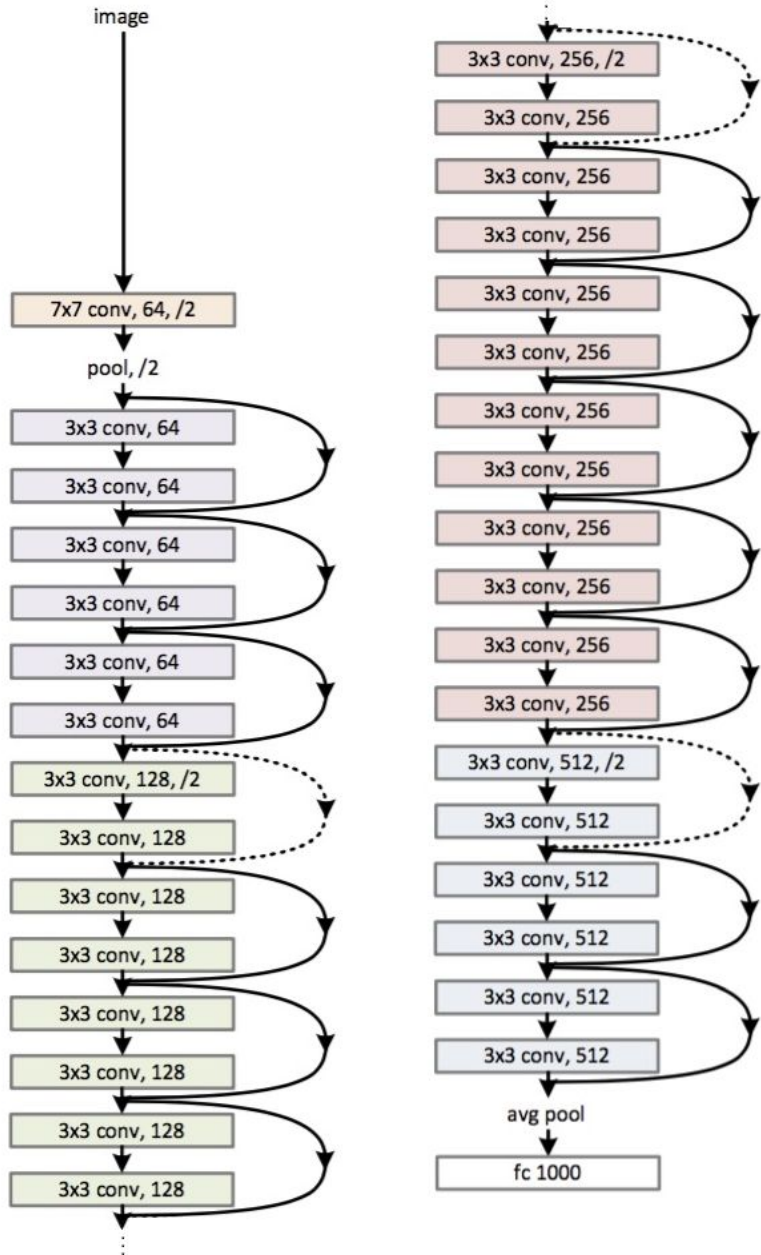 image
7x7 conv, 64, /2
pool, /2
3x3 conv, 64
3x3 conv, 64
3x3 conv, 64
3x3 conv, 64
3x3 conv, 64
3x3 conv, 64
3x3 conv, 128, /2
3x3 conv, 128
3x3 conv, 128
3x3 conv, 128
3x3 conv, 128
3x3 conv, 128
3x3 conv, 128
3x3 conv, 128
3x3 conv, 256, /2
3x3 conv, 256
3x3 conv, 256
3x3 conv, 256
3x3 conv, 256
3x3 conv, 256
3x3 conv, 256
3x3 conv, 256
3x3 conv, 256
3x3 conv, 256
3x3 conv, 256
3x3 conv, 256
3x3 conv, 512, /2
3x3 conv, 512
3x3 conv, 512
3x3 conv, 512
3x3 conv, 512
3x3 conv, 512
avg pool
fc 1000